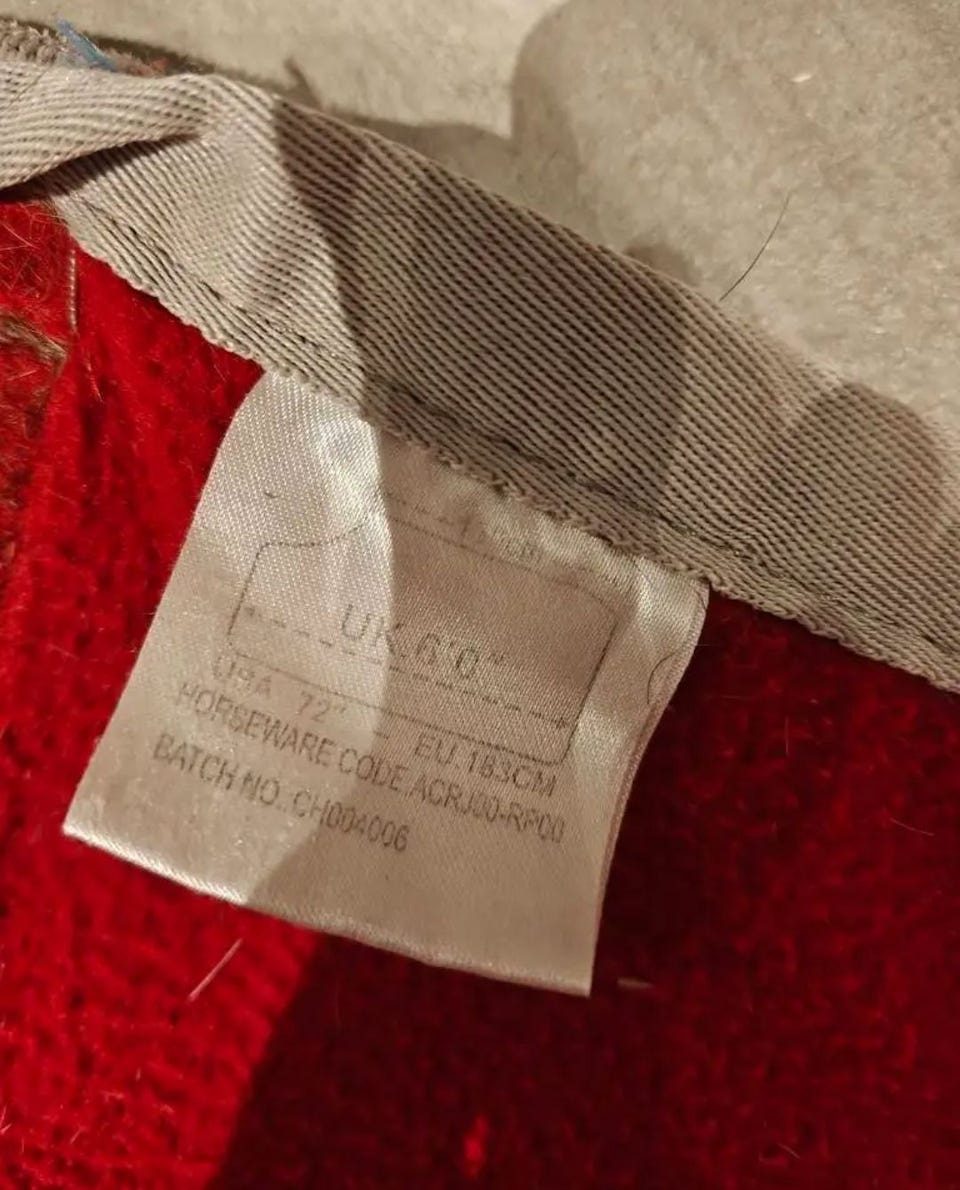 UK 6'0"
USA 72" EU 183CM
HORSEWARE CODE ACRJ00-RP00
BATCH NO. CH004006